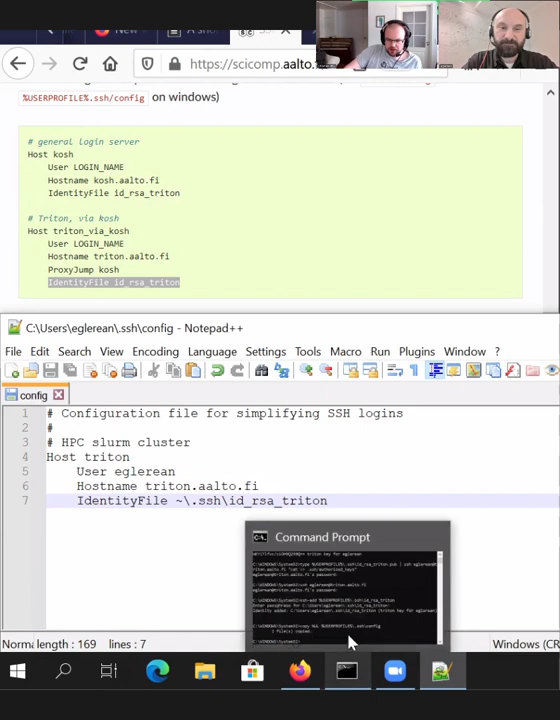 https://scicomp.aalto.
%USERPROFILE%.ssh/config on windows)
# general login server
Host kosh
User LOGIN_NAME
Hostname kosh.aalto.fi
IdentityFile id_rsa_triton
# Triton, via kosh
Host triton_via_kosh
User LOGIN_NAME
Hostname triton.aalto.fi
ProxyJump kosh
IdentityFile id_rsa_triton
C:\Users\eglerean\.ssh\config - Notepad++
File Edit Search View Encoding Language Settings Tools Macro Run Plugins Window ?
config
1 # Configuration file for simplifying SSH logins
2 #
3 # HPC slurm cluster
4 Host triton
5 User eglerean
6 Hostname triton.aalto.fi
7 IdentityFile ~\.ssh\id_rsa_triton
Command Prompt
length : 169 lines : 7
Windows (CR